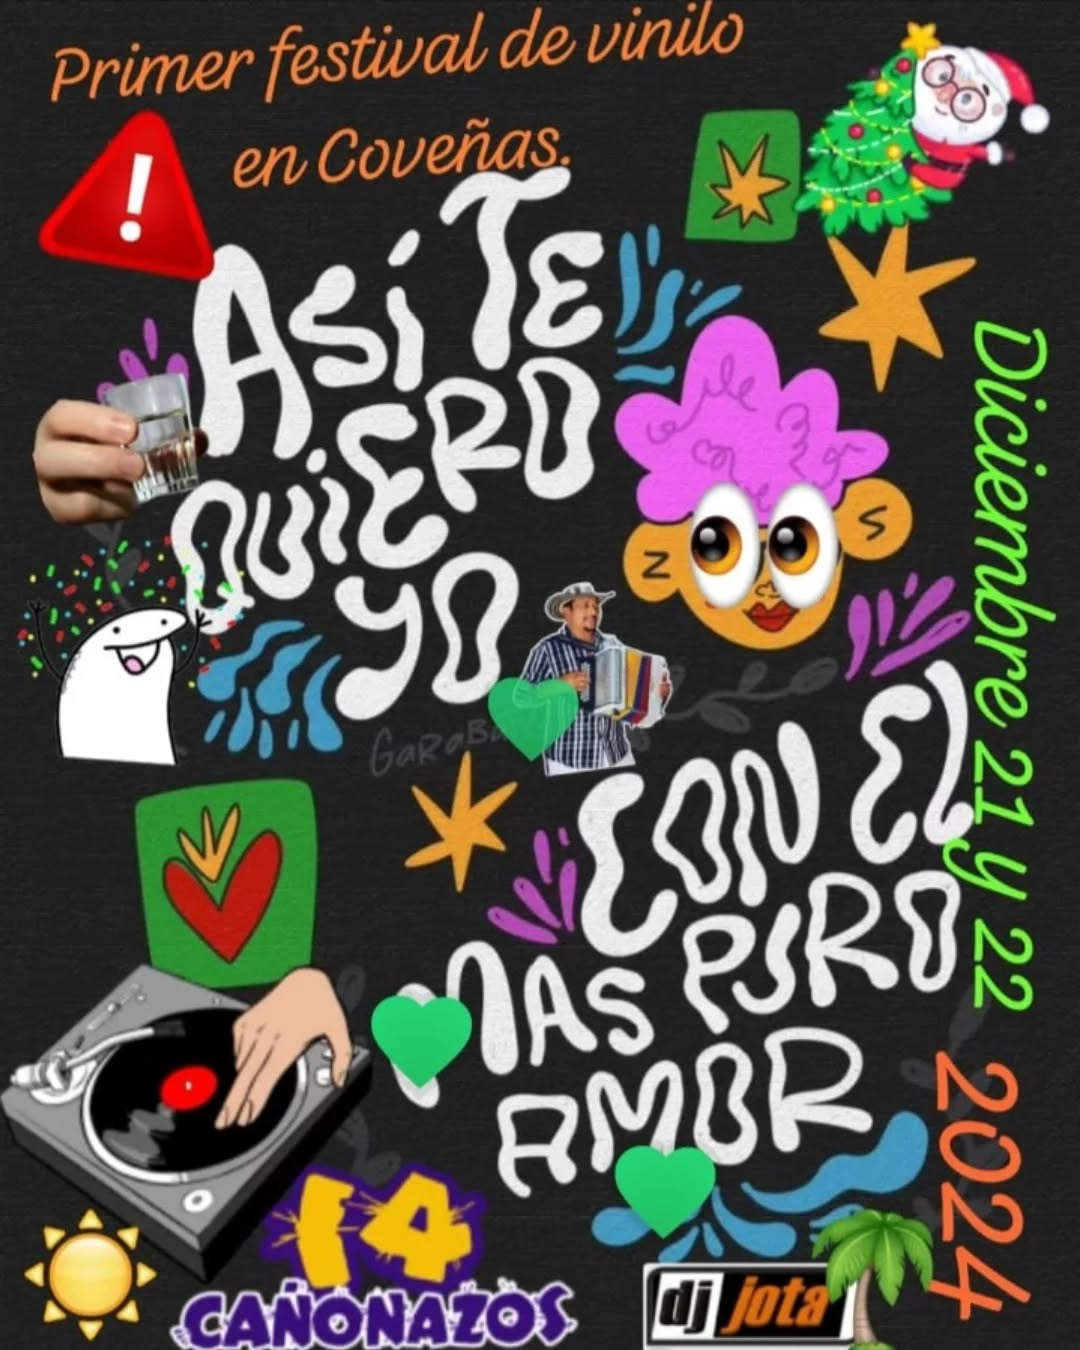 Primer festival de vinilo
en Coveñas.
ASÍ TE
QUIERO
YO
CON El
MAS PURO
AMOR
Z S
Diciembre 21 y 22
2024
14
CAÑONAZOS
dj jota